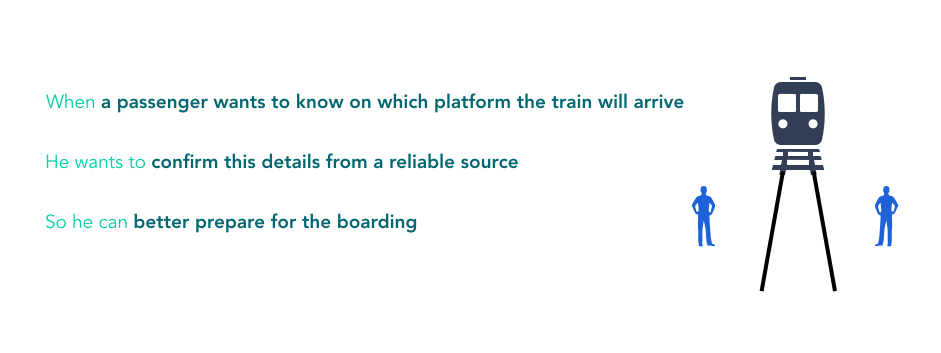 When a passenger wants to know on which platform the train will arrive
He wants to confirm this details from a reliable source
So he can better prepare for the boarding